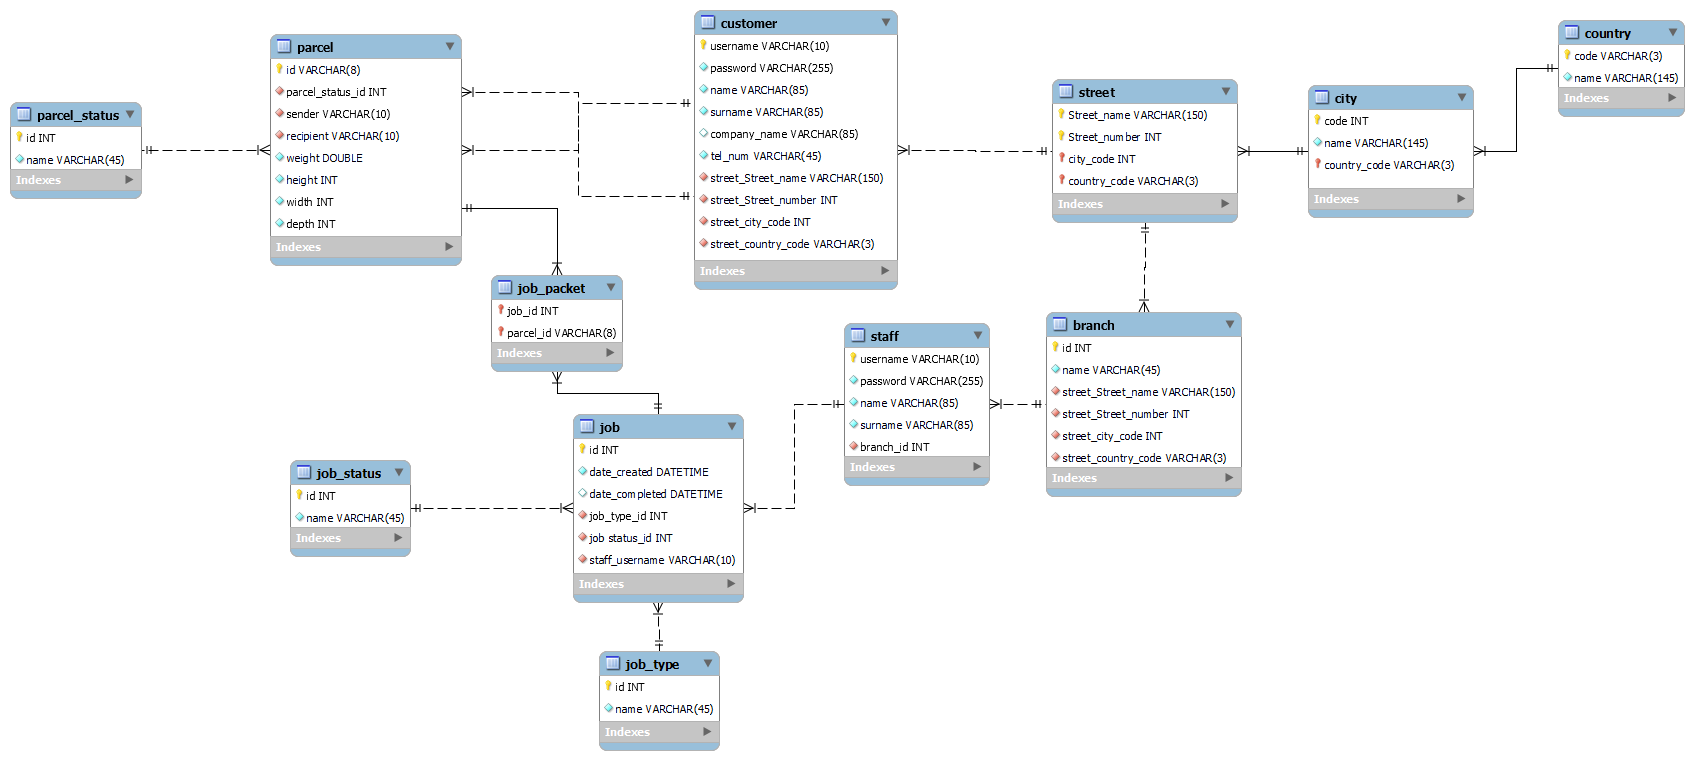 parcel_status
id INT
name VARCHAR(45)
Indexes
parcel
id VARCHAR(8)
parcel_status_id INT
sender VARCHAR(10)
recipient VARCHAR(10)
weight DOUBLE
height INT
width INT
depth INT
Indexes
customer
username VARCHAR(10)
password VARCHAR(255)
name VARCHAR(85)
surname VARCHAR(85)
company_name VARCHAR(85)
tel_num VARCHAR(45)
street_Street_name VARCHAR(150)
street_Street_number INT
street_city_code INT
street_country_code VARCHAR(3)
Indexes
street
Street_name VARCHAR(150)
Street_number INT
city_code INT
country_code VARCHAR(3)
Indexes
city
code INT
name VARCHAR(145)
country_code VARCHAR(3)
Indexes
country
code VARCHAR(3)
name VARCHAR(145)
Indexes
job_packet
job_id INT
parcel_id VARCHAR(8)
Indexes
staff
username VARCHAR(10)
password VARCHAR(255)
name VARCHAR(85)
surname VARCHAR(85)
branch_id INT
Indexes
branch
id INT
name VARCHAR(45)
street_Street_name VARCHAR(150)
street_Street_number INT
street_city_code INT
street_country_code VARCHAR(3)
Indexes
job_status
id INT
name VARCHAR(45)
Indexes
job
id INT
date_created DATETIME
date_completed DATETIME
job_type_id INT
job status_id INT
staff_username VARCHAR(10)
Indexes
job_type
id INT
name VARCHAR(45)
Indexes